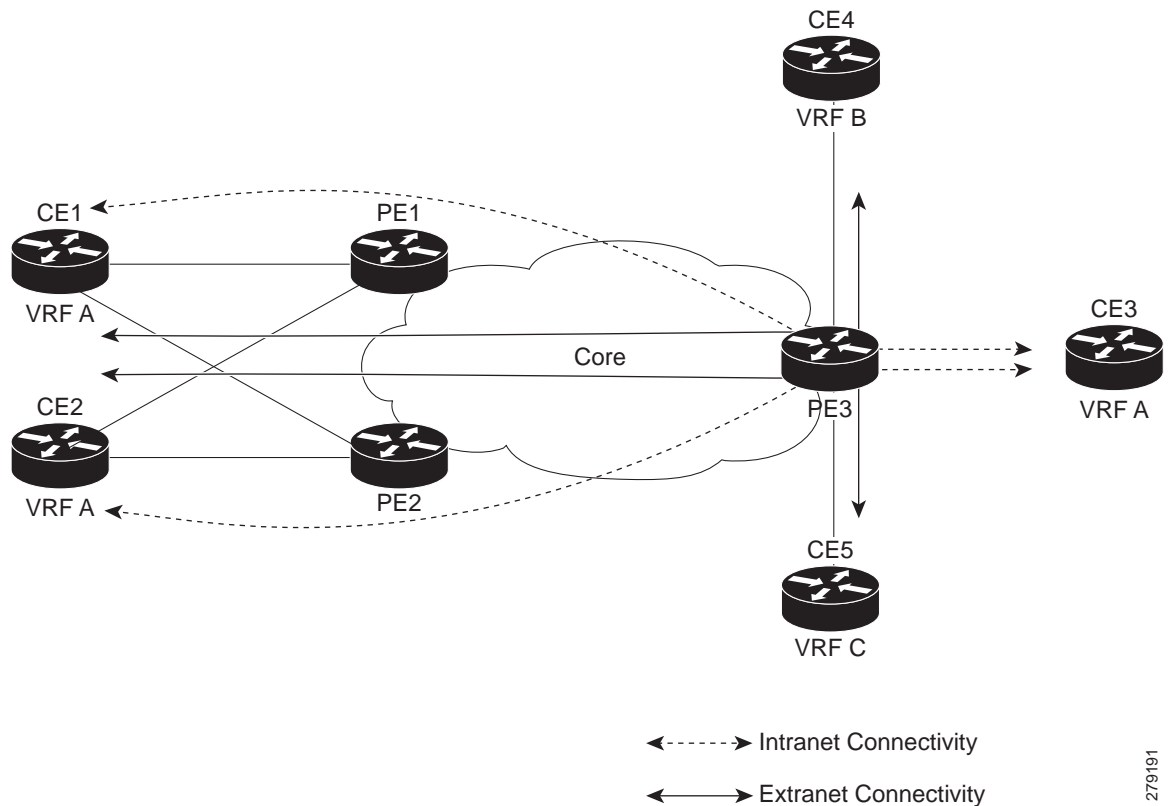 CE4
VRF B
CE1
PE1
VRF A
CE3
Core
PE3
VRF A
CE2
VRF A
PE2
CE5
VRF C
Intranet Connectivity
Extranet Connectivity
279191